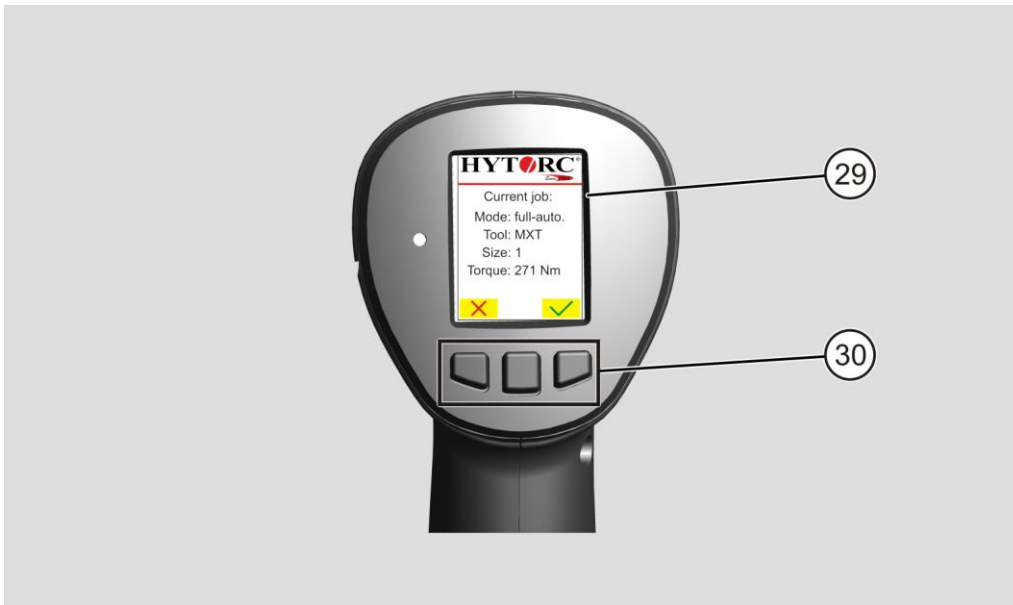 HYTORC®
Current job:
Mode: full-auto.
Tool: MXT
Size: 1
Torque: 271 Nm
29
30